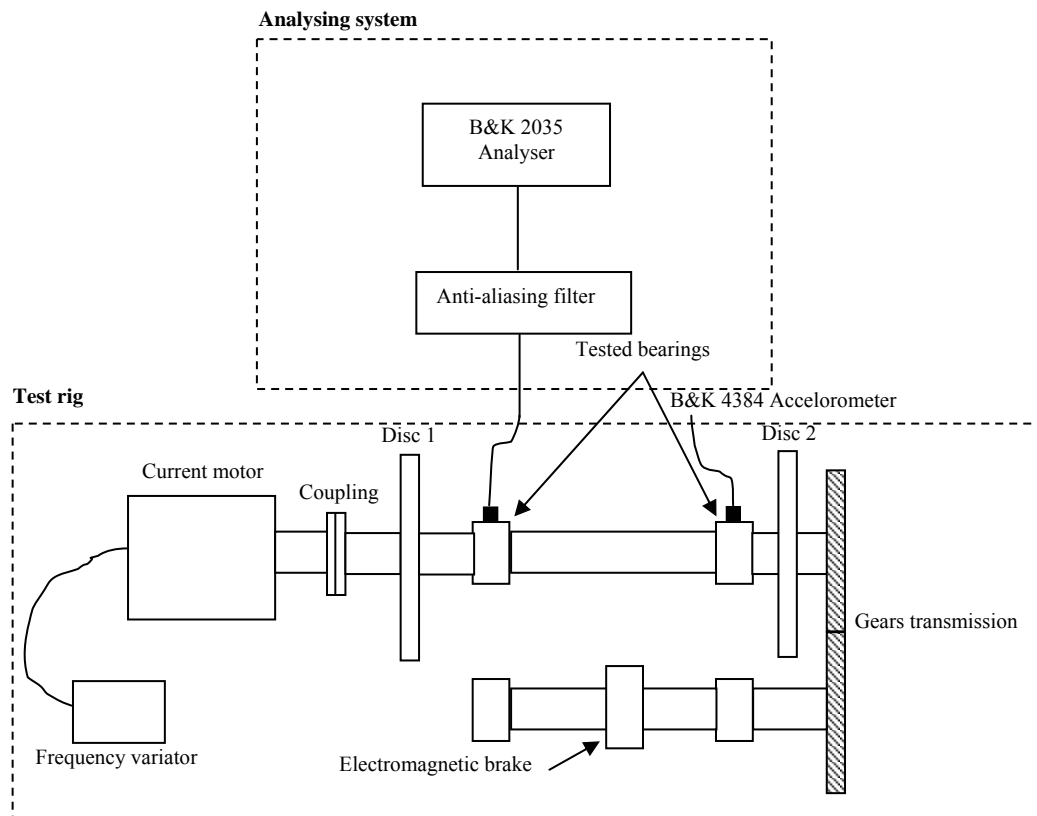 Analysing system
B&K 2035
Analyser
Anti-aliasing filter
Tested bearings
Test rig
B&K 4384 Accelorometer
Disc 1
Disc 2
Current motor
Coupling
Gears transmission
Frequency variator
Electromagnetic brake